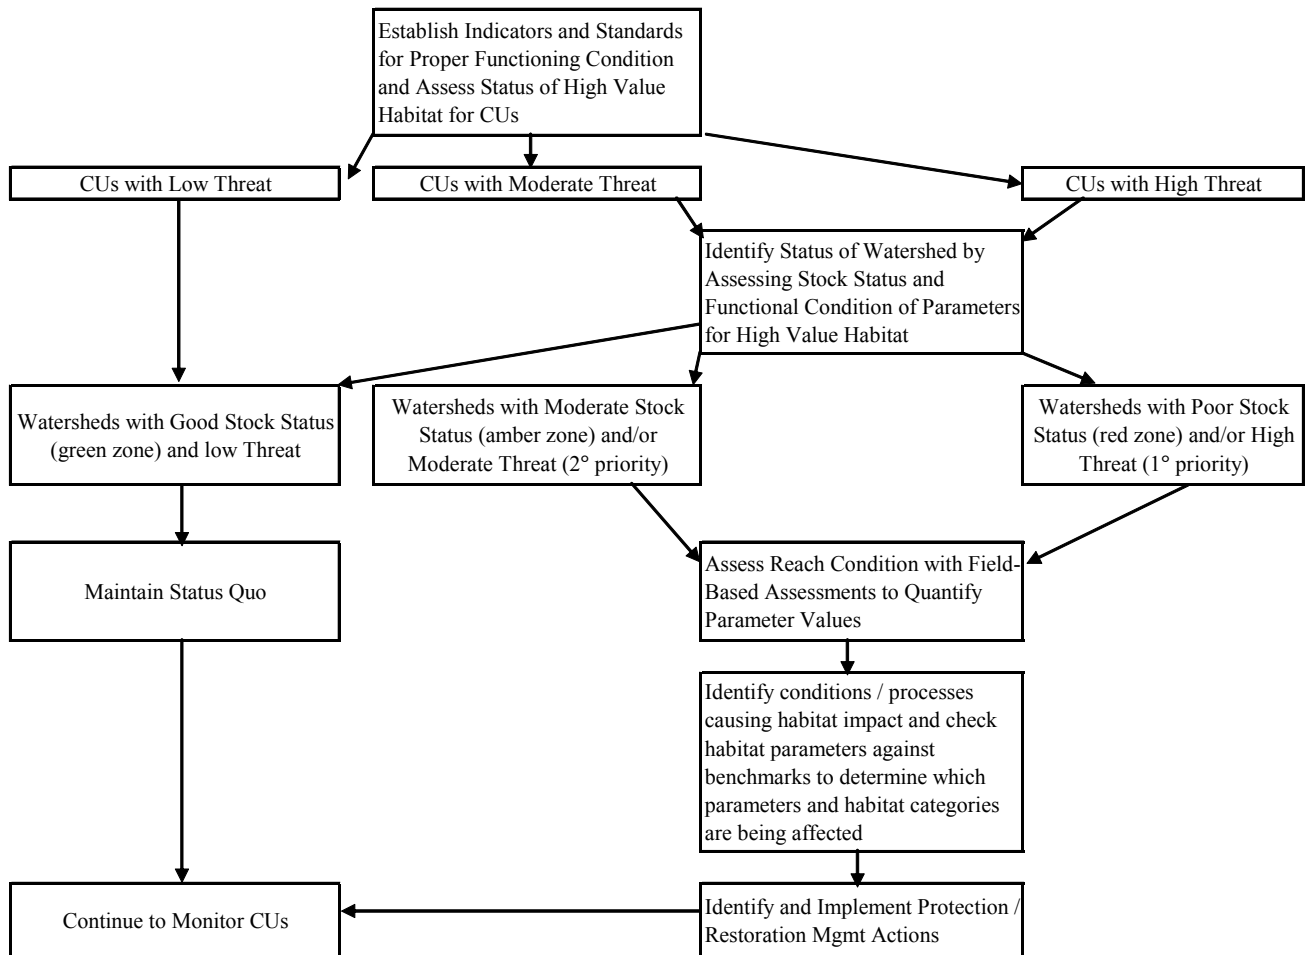 Establish Indicators and Standards
for Proper Functioning Condition
and Assess Status of High Value
Habitat for CUs
CUs with Low Threat
CUs with Moderate Threat
CUs with High Threat
Identify Status of Watershed by
Assessing Stock Status and
Functional Condition of Parameters
for High Value Habitat
Watersheds with Good Stock Status
(green zone) and low Threat
Watersheds with Moderate Stock
Status (amber zone) and/or
Moderate Threat (2° priority)
Watersheds with Poor Stock
Status (red zone) and/or High
Threat (1° priority)
Maintain Status Quo
Assess Reach Condition with Field-
Based Assessments to Quantify
Parameter Values
Identify conditions / processes
causing habitat impact and check
habitat parameters against
benchmarks to determine which
parameters and habitat categories
are being affected
Continue to Monitor CUs
Identify and Implement Protection /
Restoration Mgmt Actions